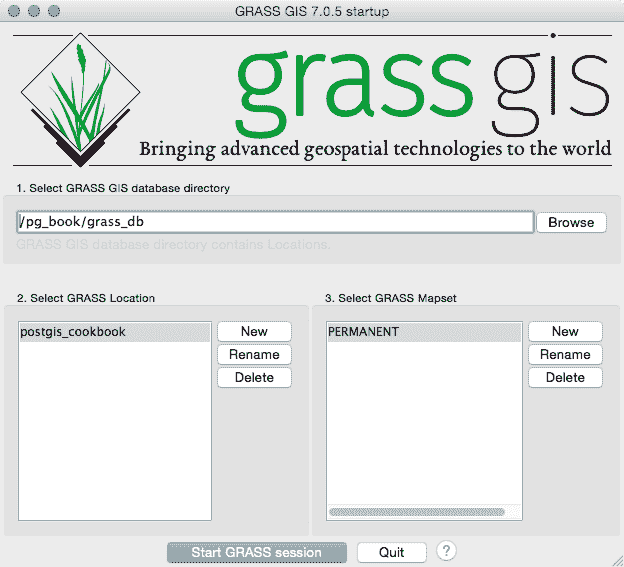 GRASS GIS 7.0.5 startup
grass gis
Bringing advanced geospatial technologies to the world
1. Select GRASS GIS database directory
/pg_book/grass_db
Browse
GRASS GIS database directory contains Locations.
2. Select GRASS Location
3. Select GRASS Mapset
postgis_cookbook
New
Rename
Delete
PERMANENT
New
Rename
Delete
Start GRASS session
Quit
?